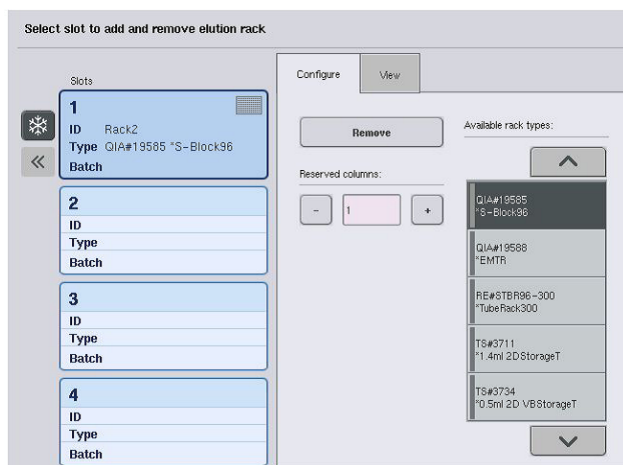 Select slot to add and remove elution rack
Slots
1
ID Rack2
Type QIA#19585 *S-Block96
Batch
2
ID
Type
Batch
3
ID
Type
Batch
4
ID
Type
Batch
Configure
View
Remove
Reserved columns:
- 1 +
Available rack types:
QIA#19585
*S-Block96
QIA#19588
*EMTR
RE#STBR96-300
*TubeRack300
TS#3711
*1.4ml 2DStorageT
TS#3734
*0.5ml 2D VBStorageT